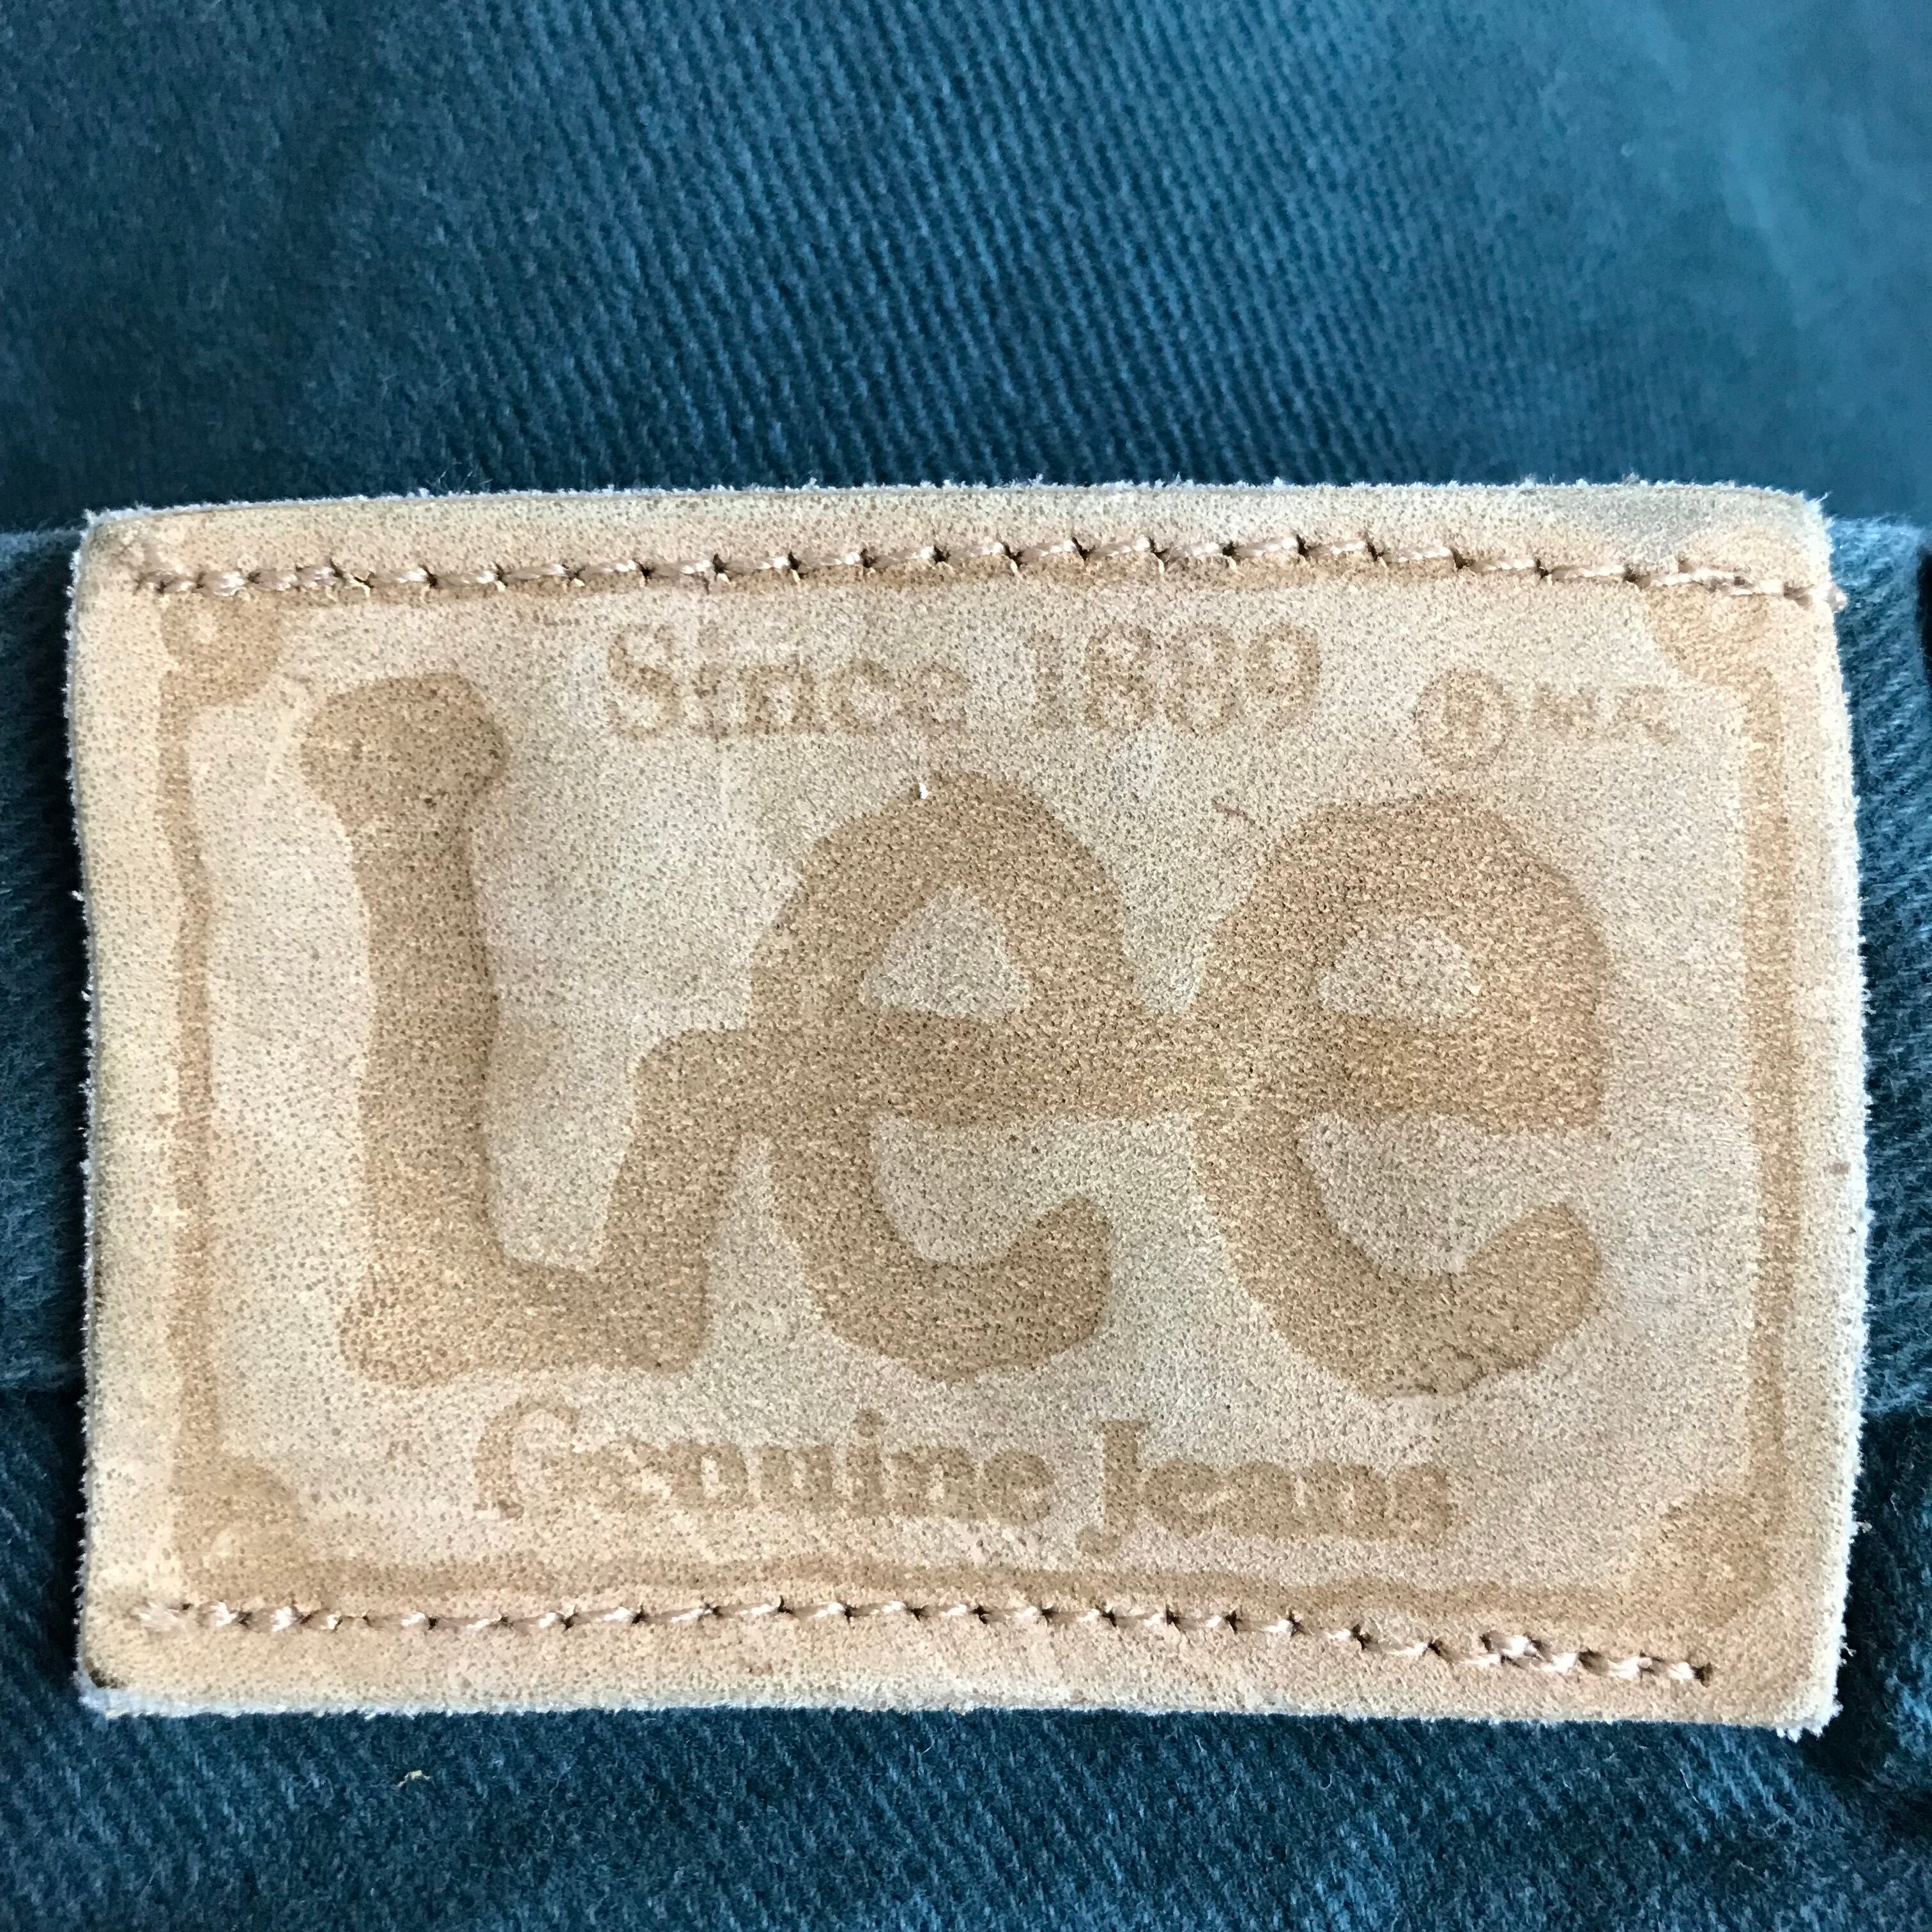 Since 1889
Lee
® M.R.
Genuine Jeans